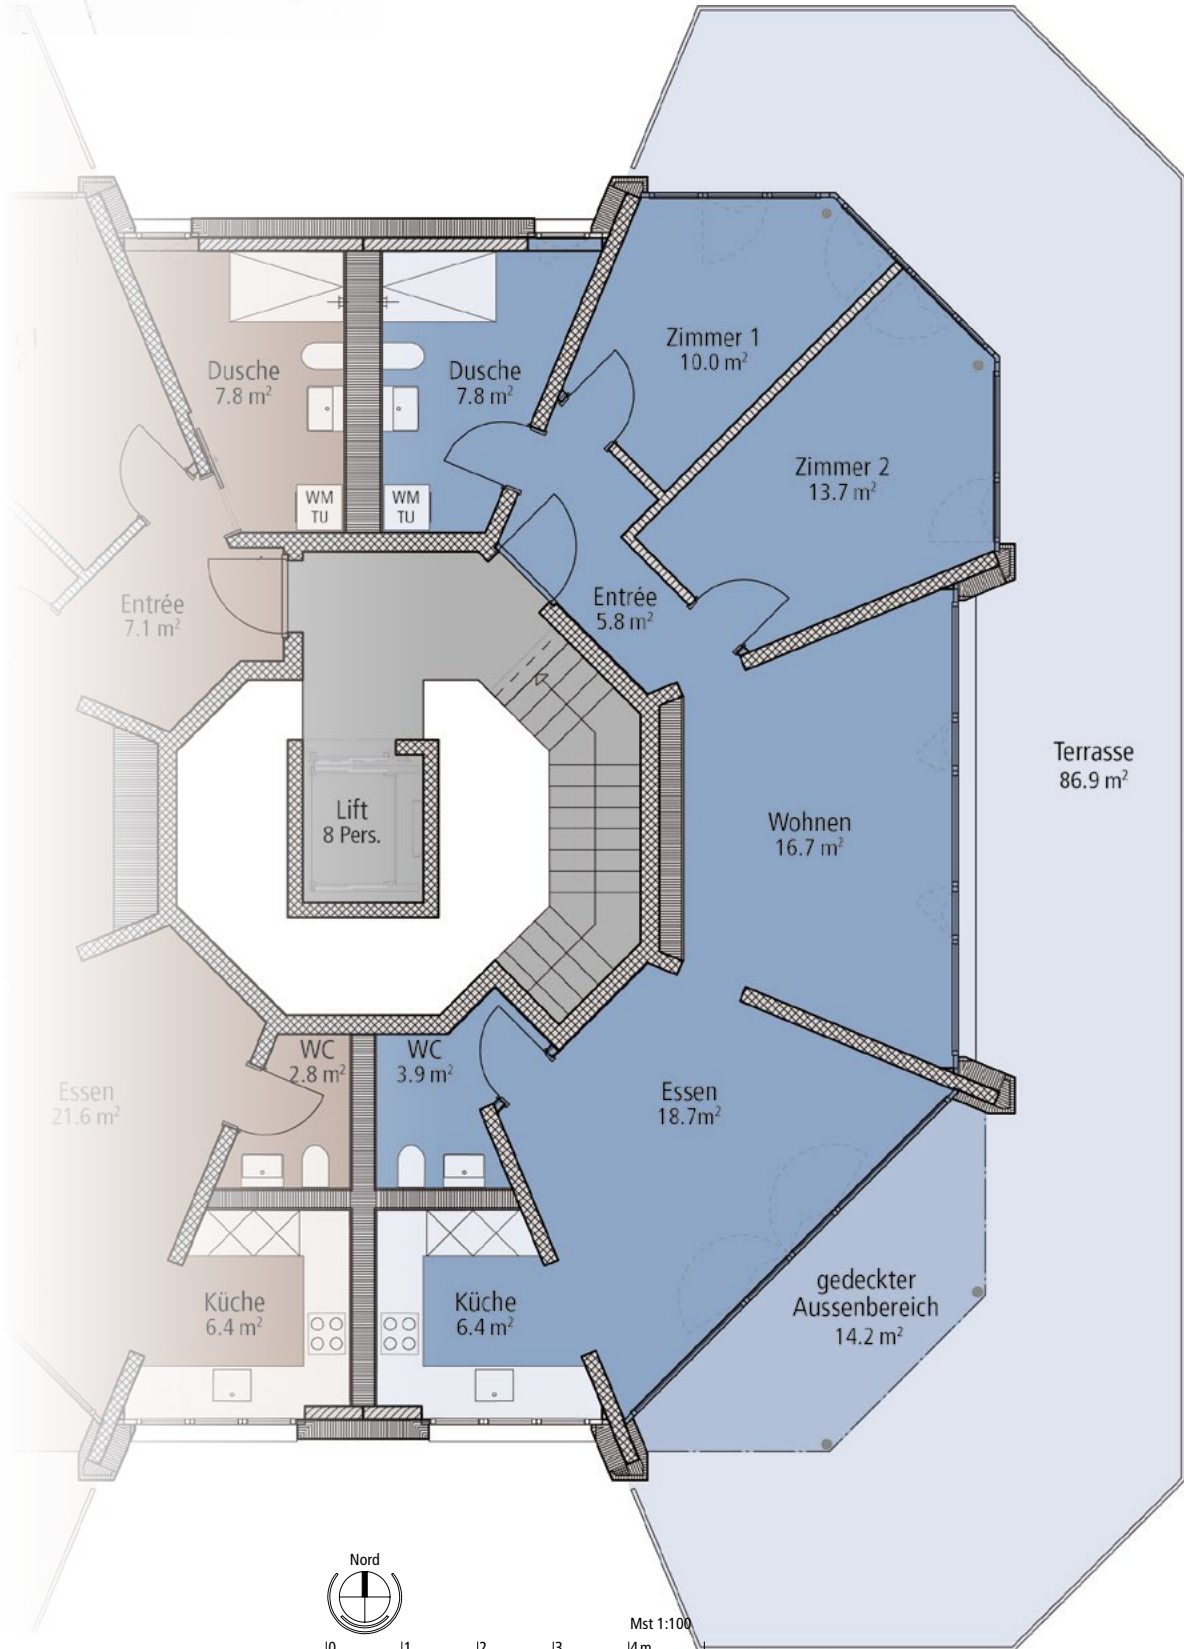 Zimmer 1
10.0 m²
Dusche
7.8 m²
Dusche
7.8 m²
Zimmer 2
13.7 m²
WM
TU
WM
TU
Entrée
7.1 m²
Entrée
5.8 m²
Terrasse
86.9 m²
Lift
8 Pers.
Wohnen
16.7 m²
WC
2.8 m²
WC
3.9 m²
Essen
21.6 m²
Essen
18.7m²
gedeckter
Aussenbereich
14.2 m²
Küche
6.4 m²
Küche
6.4 m²
Nord
Mst 1:100
0 1 2 3 4 m